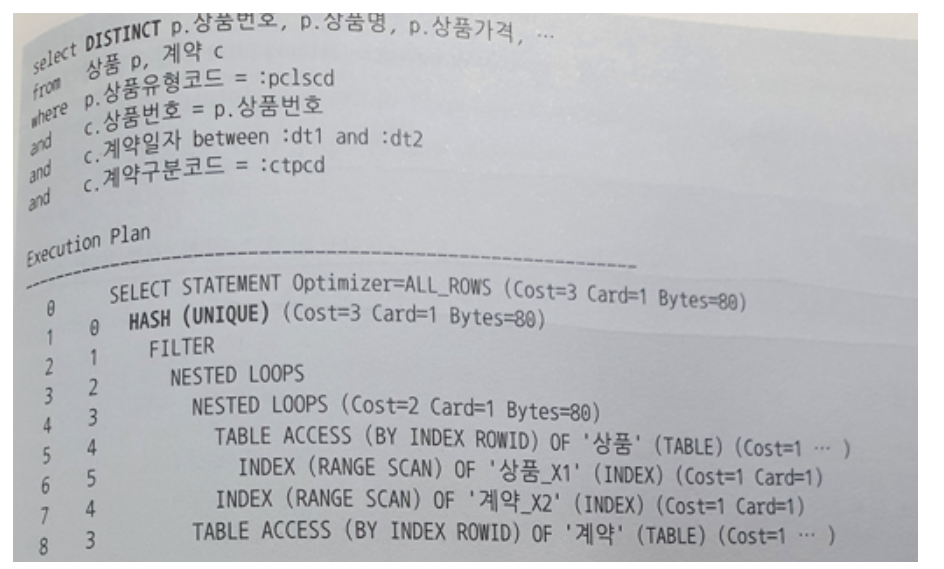 select DISTINCT p.상품번호, p.상품명, p.상품가격, …
from 상품 p, 계약 c
where p.상품유형코드 = :pclscd
and c.상품번호 = p.상품번호
and c.계약일자 between :dt1 and :dt2
and c.계약구분코드 = :ctpcd
Execution Plan
----------------------------------------------------------
0 SELECT STATEMENT Optimizer=ALL_ROWS (Cost=3 Card=1 Bytes=80)
1 0 HASH (UNIQUE) (Cost=3 Card=1 Bytes=80)
2 1 FILTER
3 2 NESTED LOOPS
4 3 NESTED LOOPS (Cost=2 Card=1 Bytes=80)
5 4 TABLE ACCESS (BY INDEX ROWID) OF '상품' (TABLE) (Cost=1 … )
6 5 INDEX (RANGE SCAN) OF '상품_X1' (INDEX) (Cost=1 Card=1)
7 4 INDEX (RANGE SCAN) OF '계약_X2' (INDEX) (Cost=1 Card=1)
8 3 TABLE ACCESS (BY INDEX ROWID) OF '계약' (TABLE) (Cost=1 … )